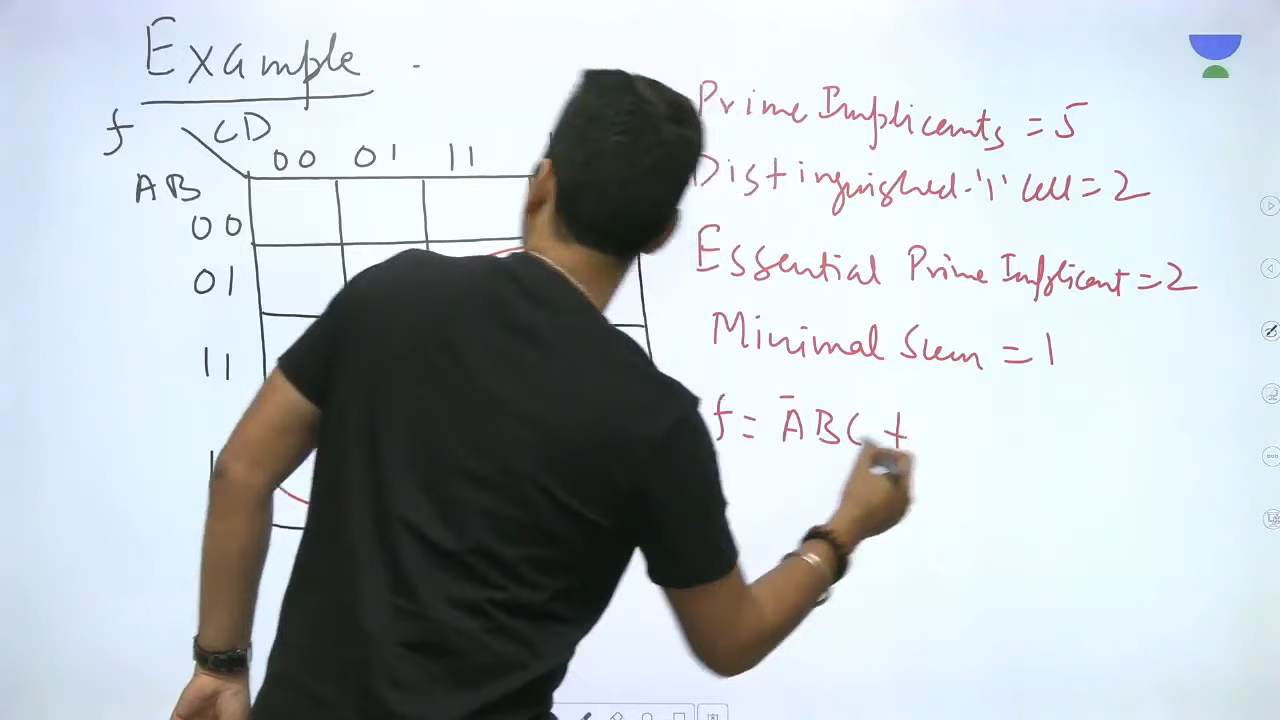 Example
f CD
00 01 11
AB
00
01
11
Prime Implicants = 5
Distinguished '1' cell = 2
Essential Prime Implicant = 2
Minimal Sum = 1
f = A̅BC +